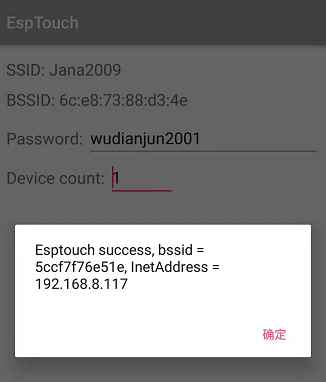 EspTouch
SSID: Jana2009
BSSID: 6c:e8:73:88:d3:4e
Password: wudianjun2001
Device count: 1
Esptouch success, bssid =
5ccf7f76e51e, InetAddress =
192.168.8.117
确定